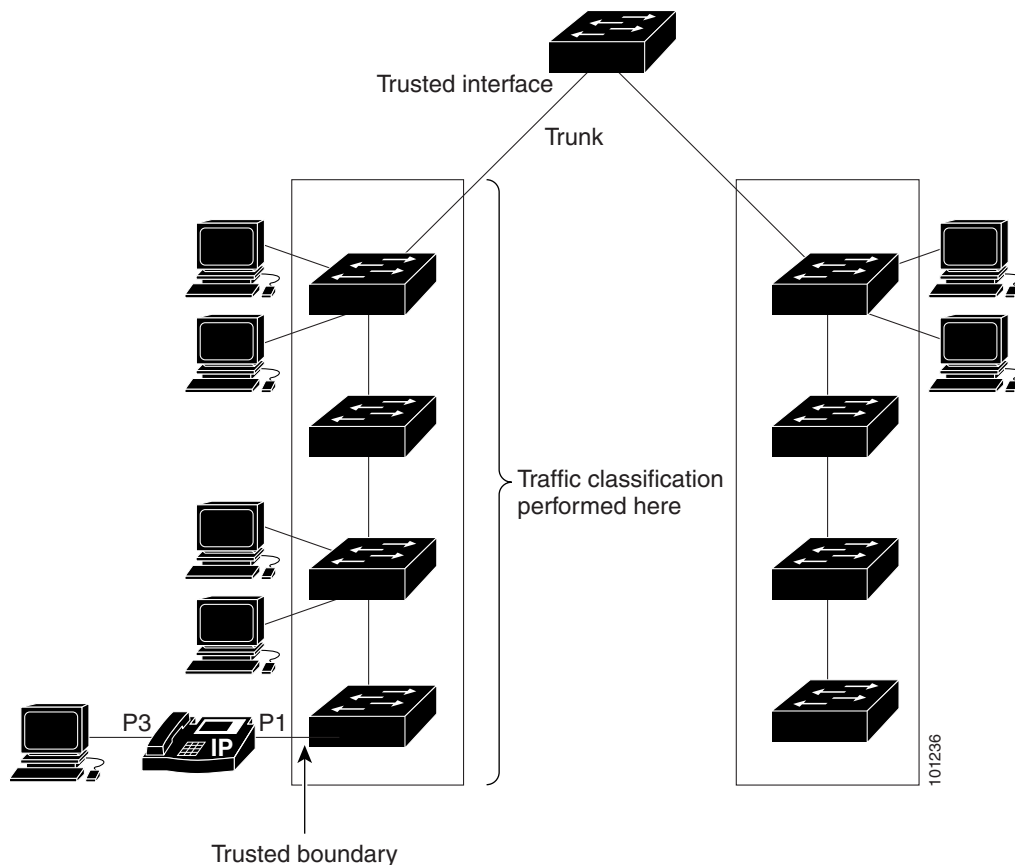 Trusted interface
Trunk
Traffic classification
performed here
P3
IP
P1
101236
Trusted boundary